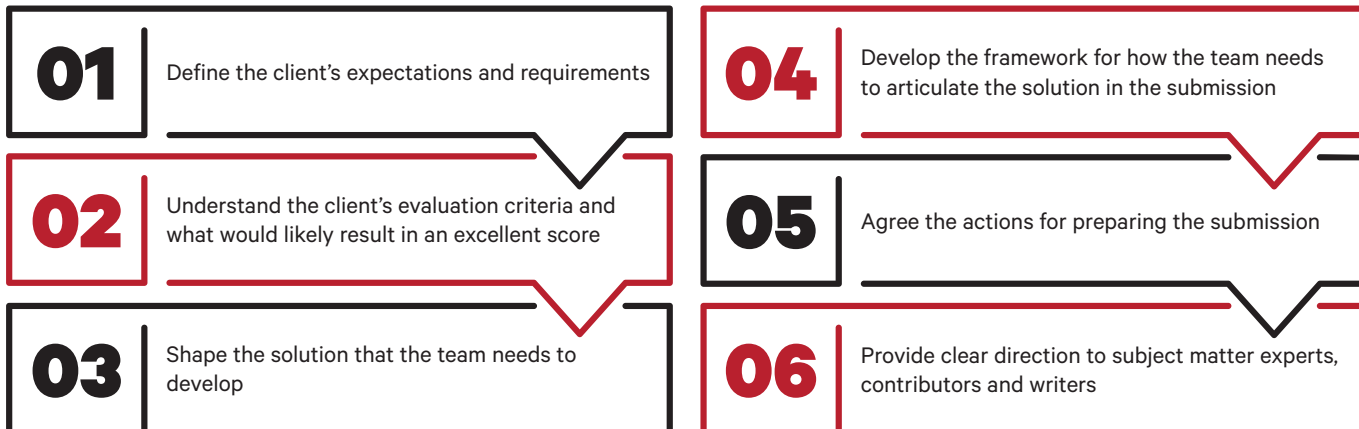 01
Define the client’s expectations and requirements
02
Understand the client’s evaluation criteria and
what would likely result in an excellent score
03
Shape the solution that the team needs to
develop
04
Develop the framework for how the team needs
to articulate the solution in the submission
05
Agree the actions for preparing the submission
06
Provide clear direction to subject matter experts,
contributors and writers